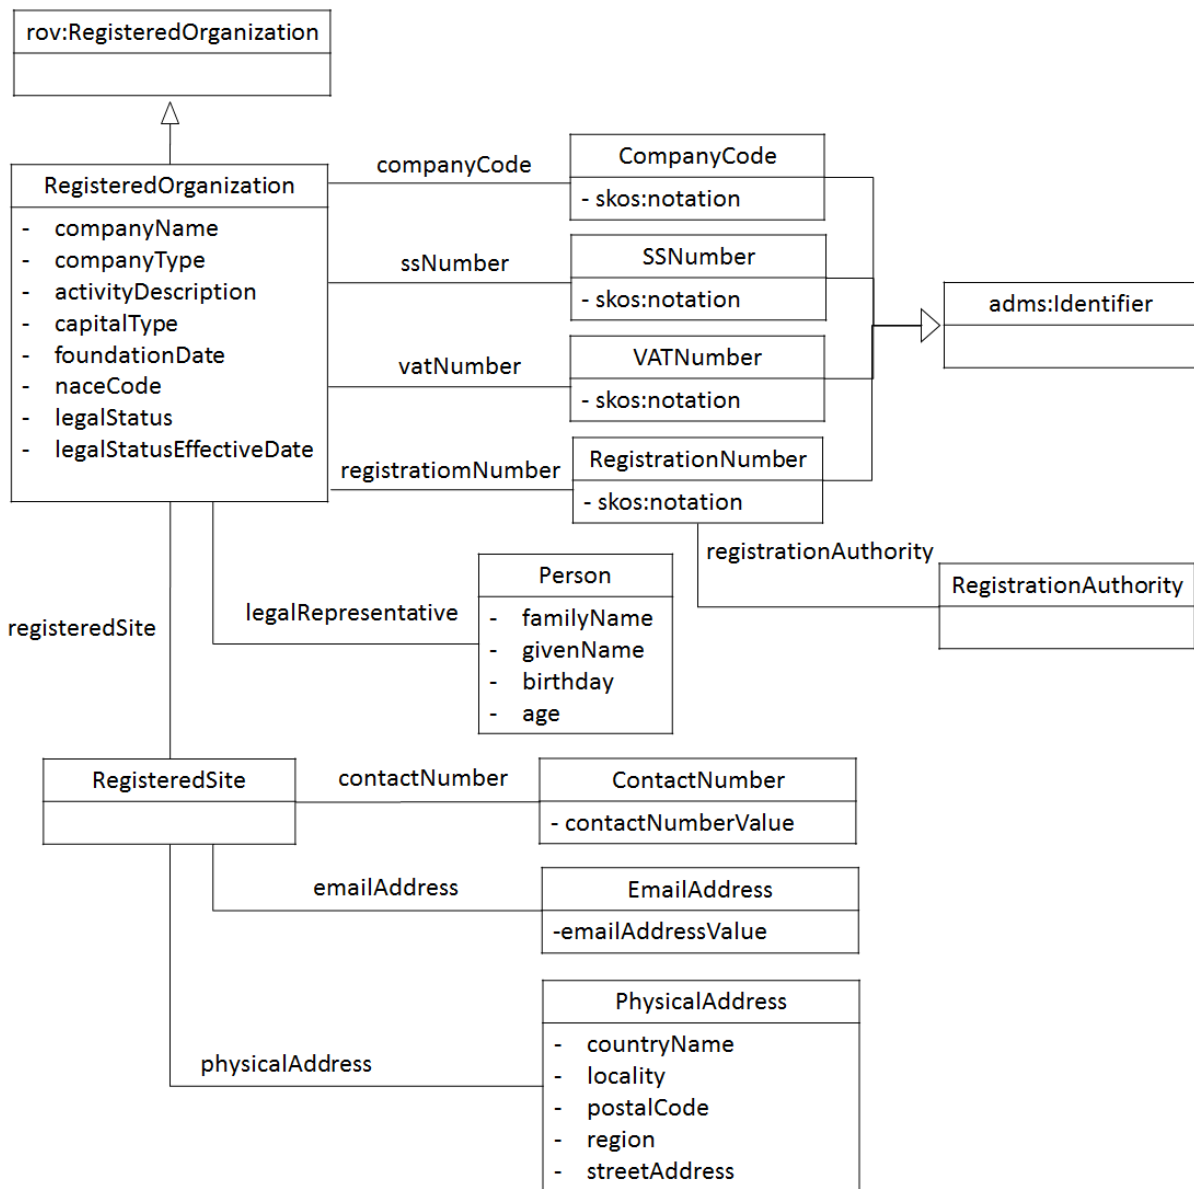 rov:RegisteredOrganization
RegisteredOrganization
- companyName
- companyType
- activityDescription
- capitalType
- foundationDate
- naceCode
- legalStatus
- legalStatusEffectiveDate
companyCode
CompanyCode
- skos:notation
ssNumber
SSNumber
- skos:notation
vatNumber
VATNumber
- skos:notation
registratiomNumber
RegistrationNumber
- skos:notation
adms:Identifier
registrationAuthority
RegistrationAuthority
legalRepresentative
Person
- familyName
- givenName
- birthday
- age
registeredSite
RegisteredSite
contactNumber
ContactNumber
- contactNumberValue
emailAddress
EmailAddress
-emailAddressValue
physicalAddress
PhysicalAddress
- countryName
- locality
- postalCode
- region
- streetAddress